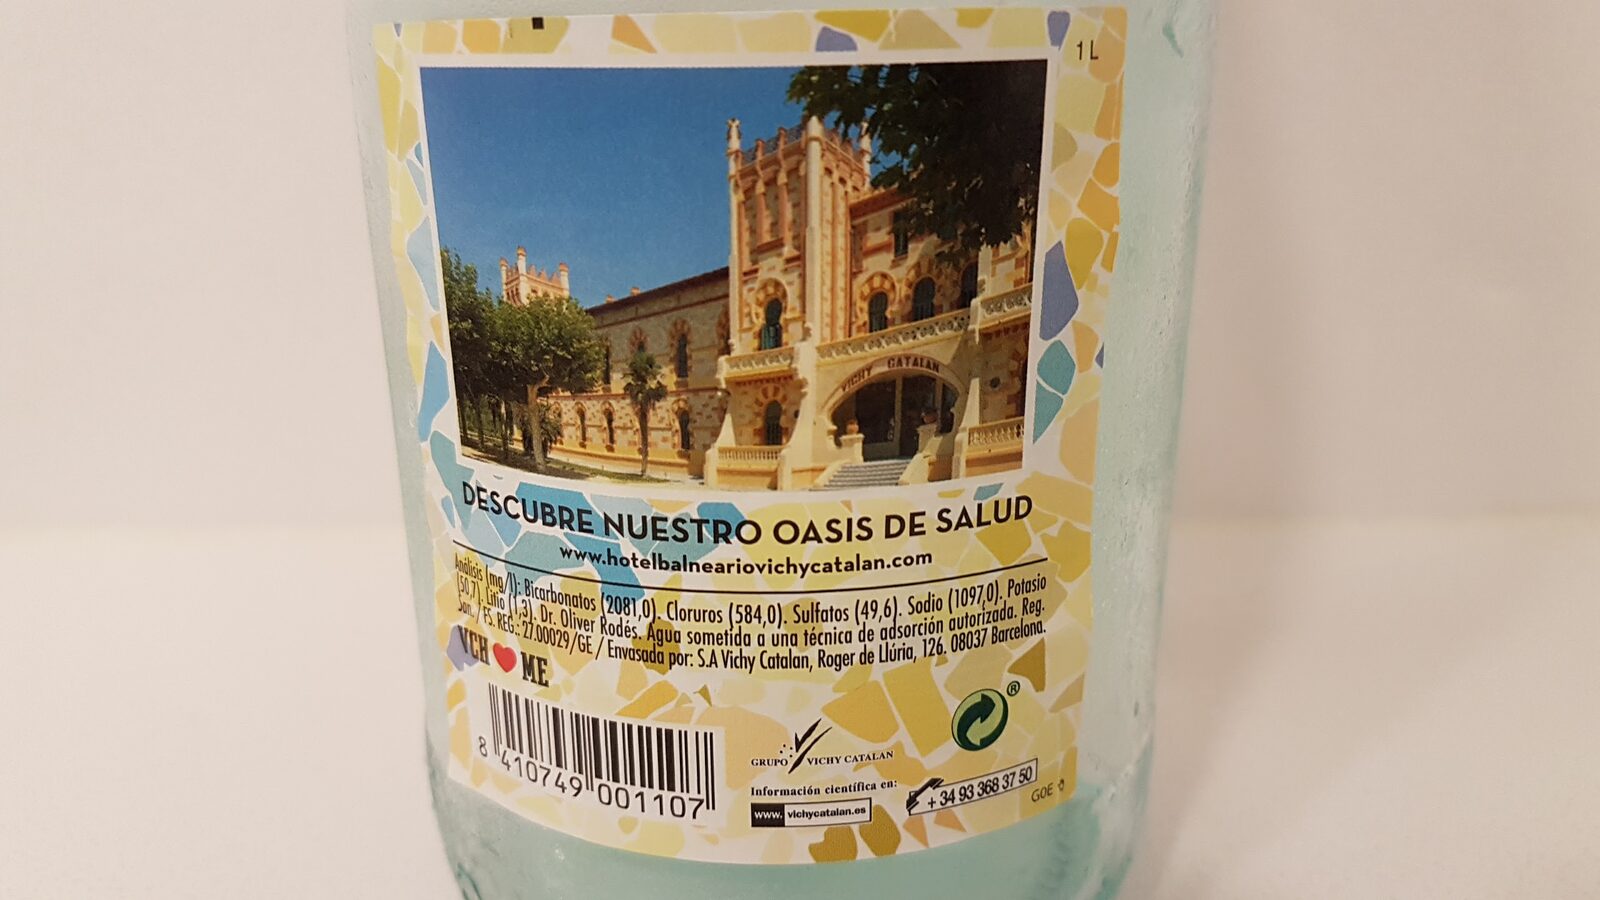 1 L
VICHY CATALAN
DESCUBRE NUESTRO OASIS DE SALUD
www.hotelbalneariovichycatalan.com
Análisis (mg/l): Bicarbonatos (2081,0). Cloruros (584,0). Sulfatos (49,6). Sodio (1097,0). Potasio
(50,7). Litio (1,3). Dr. Oliver Rodés. Agua sometida a una técnica de adsorción autorizada. Reg.
San. / FS. REG.: 27.00029/GE / Envasada por: S.A Vichy Catalan, Roger de Llúria, 126. 08037 Barcelona.
VCH ❤ ME
8 410749 001107
GRUPO VICHY CATALAN
Información científica en:
www. vichycatalan.es
®
+ 34 93 368 37 50
GOE